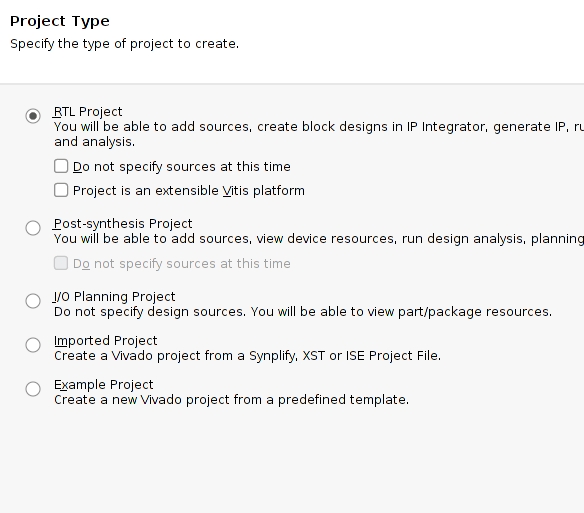 Project Type
Specify the type of project to create.
RTL Project
You will be able to add sources, create block designs in IP Integrator, generate IP,
and analysis.
Do not specify sources at this time
Project is an extensible Vitis platform
Post-synthesis Project
You will be able to add sources, view device resources, run design analysis, planning
Do not specify sources at this time
I/O Planning Project
Do not specify design sources. You will be able to view part/package resources.
Imported Project
Create a Vivado project from a Synplify, XST or ISE Project File.
Example Project
Create a new Vivado project from a predefined template.